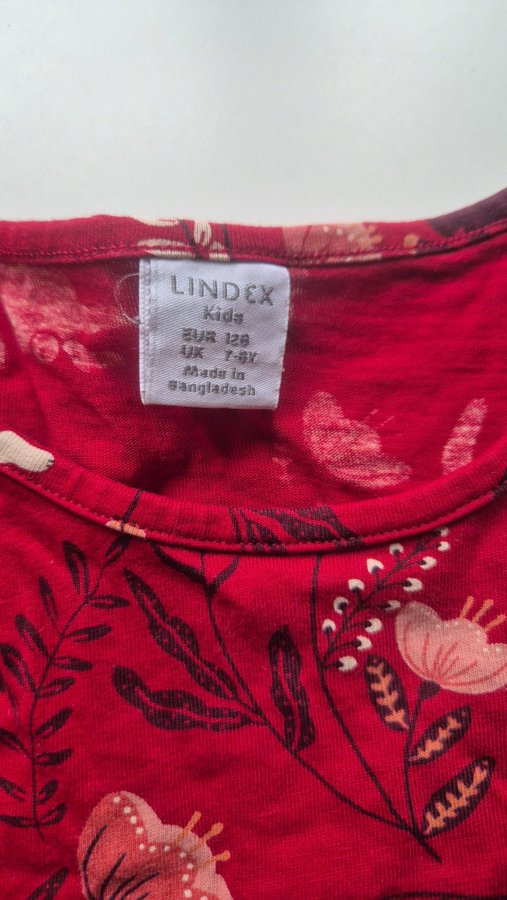 LINDEX
Kids
EUR 128
UK 7-8Y
Made in
Bangladesh